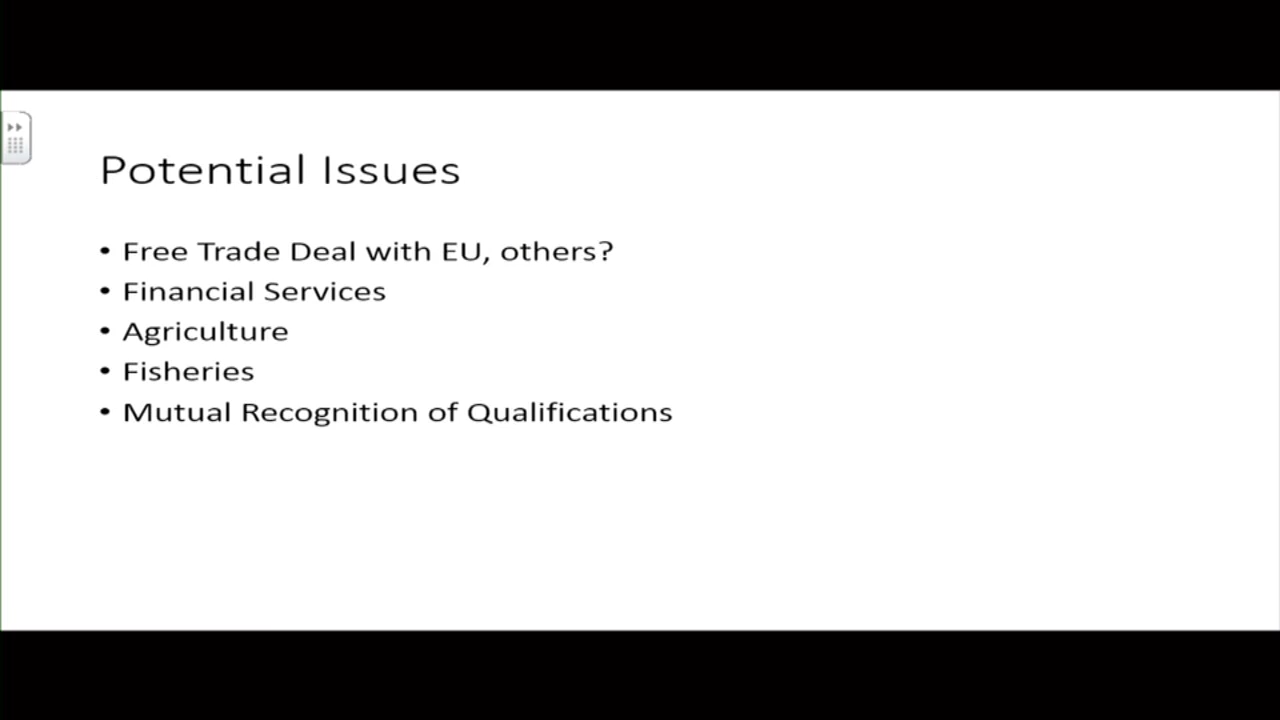 Potential Issues
• Free Trade Deal with EU, others?
• Financial Services
• Agriculture
• Fisheries
• Mutual Recognition of Qualifications